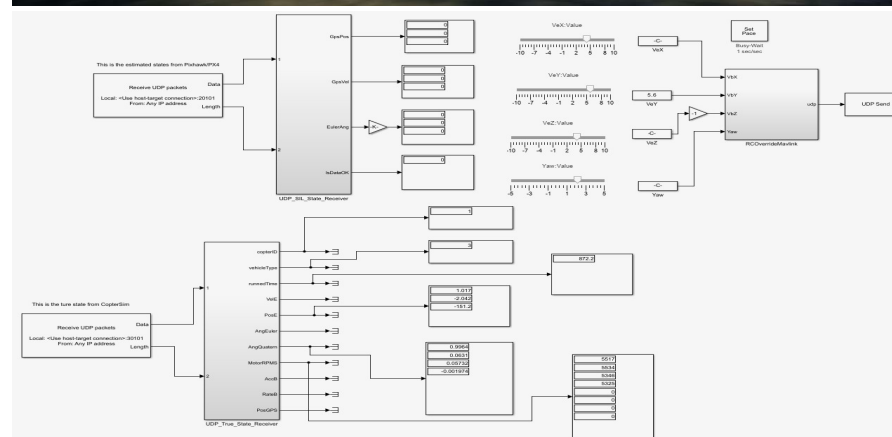 This is the estimated states from Pixhawk/PX4
Receive UDP packets
Local: <Use host-target connection>:20101
From: Any IP address
Data
Length
1
2
GpsPos
GpsVel
EulerAng
IsDataOK
UDP_SIL_State_Receiver
-K-
0
0
0
0
0
0
0
0
0
0
VeX:Value
-10 -7 -4 -1 2 5 8 10
VeY:Value
-10 -7 -4 -1 2 5 8 10
VeZ:Value
-10 -7 -4 -1 2 5 8 10
Yaw:Value
-5 -3 -1 1 3 5
-C-
VeX
5.6
VeY
-C-
VeZ
-1
-C-
Yaw
Set
Pace
Busy-Wait
1 sec/sec
VbX
VbY
VbZ
Yaw
udp
RCOverrideMavlink
UDP Send
This is the ture state from CopterSim
Receive UDP packets
Local: <Use host-target connection>:30101
From: Any IP address
Data
Length
1
2
copterID
vehicleType
runnedTime
VelE
PosE
AngEuler
AngQuatern
MotorRPMS
AccB
RateB
PosGPS
UDP_True_State_Receiver
1
3
872.2
1.017
-2.042
-151.2
0.9964
0.0631
0.05732
-0.001974
5517
5534
5346
5325
0
0
0
0